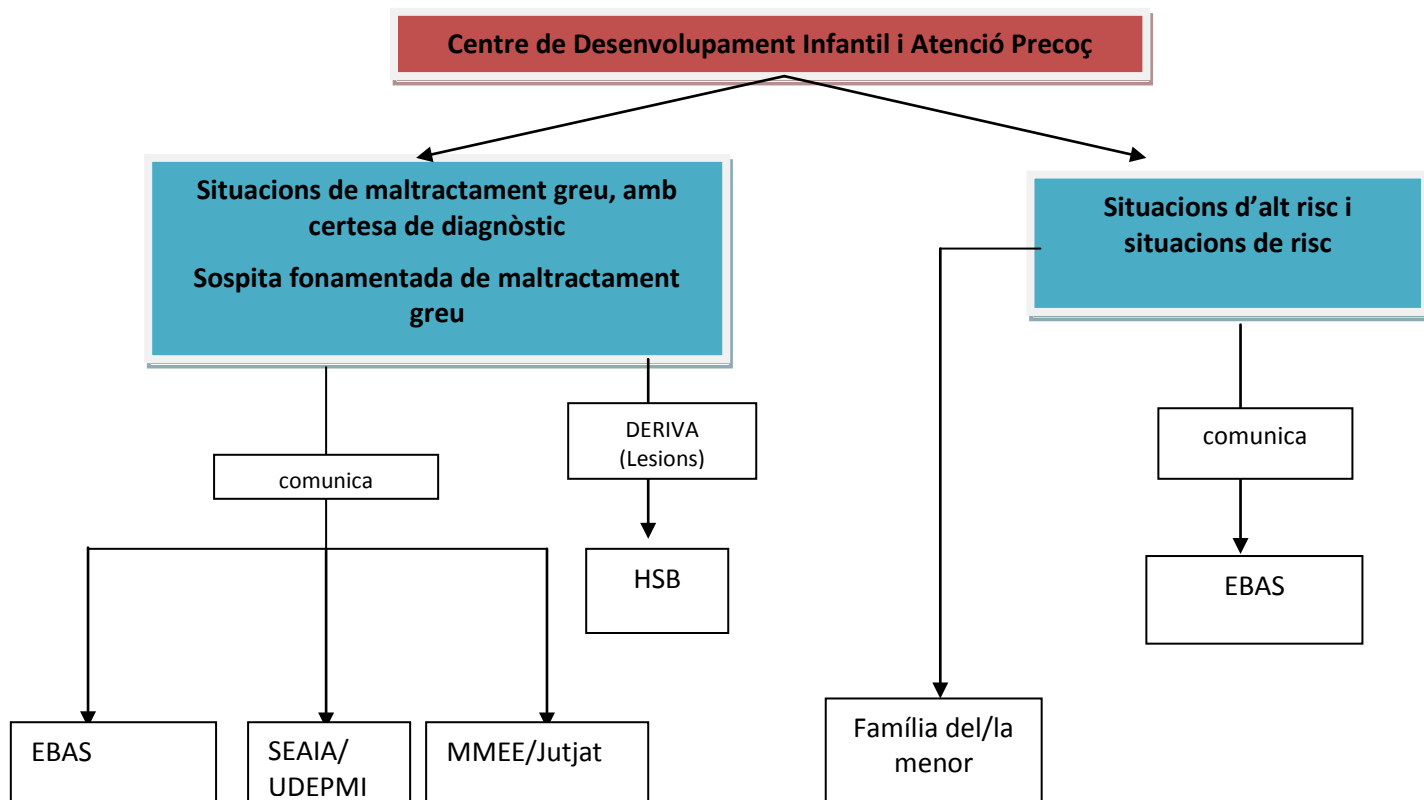 Centre de Desenvolupament Infantil i Atenció Precoç
Situacions de maltractament greu, amb
certesa de diagnòstic
Sospita fonamentada de maltractament
greu
Situacions d’alt risc i
situacions de risc
DERIVA
(Lesions)
comunica
comunica
HSB
EBAS
EBAS
SEAIA/
UDEPMI
MMEE/Jutjat
Família del/la
menor